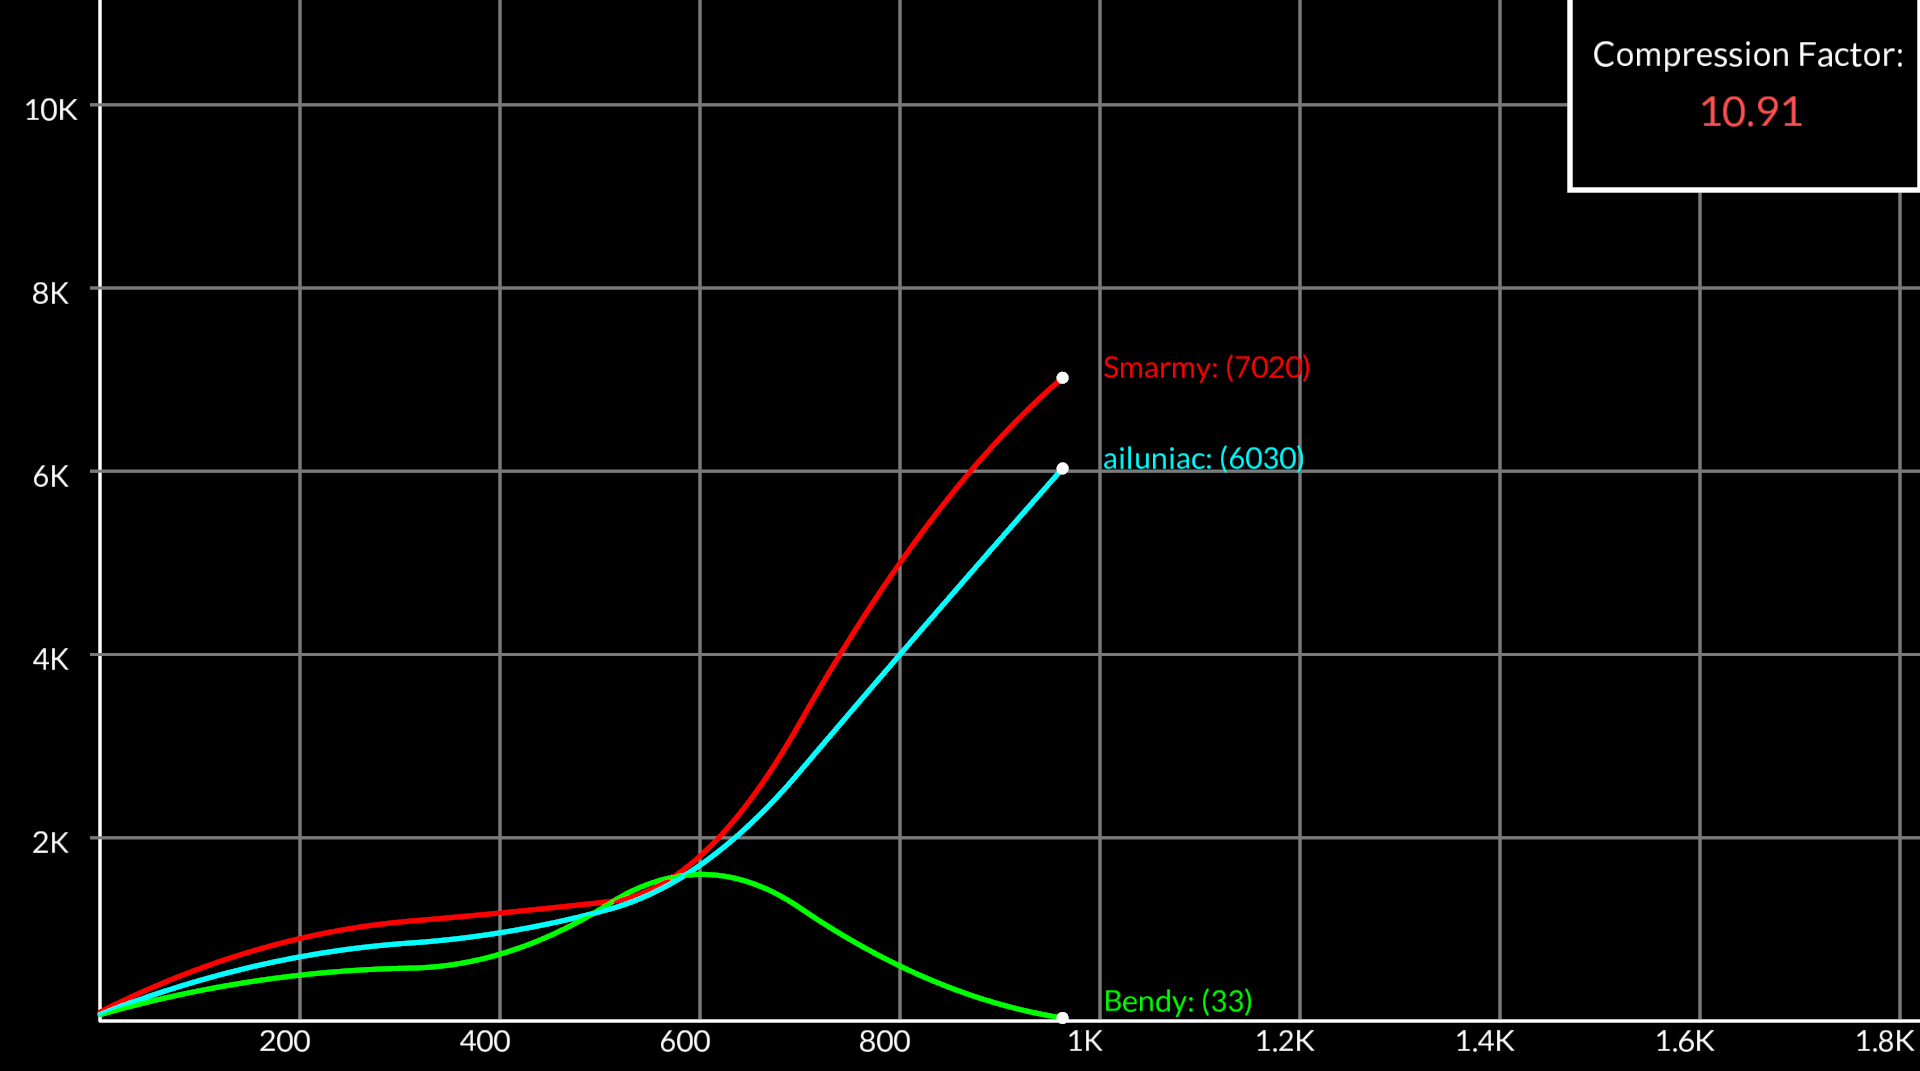 Compression Factor:
10.91
10K
8K
6K
4K
2K
Smarmy: (7020)
ailuniac: (6030)
Bendy: (33)
200 400 600 800 1K 1.2K 1.4K 1.6K 1.8K